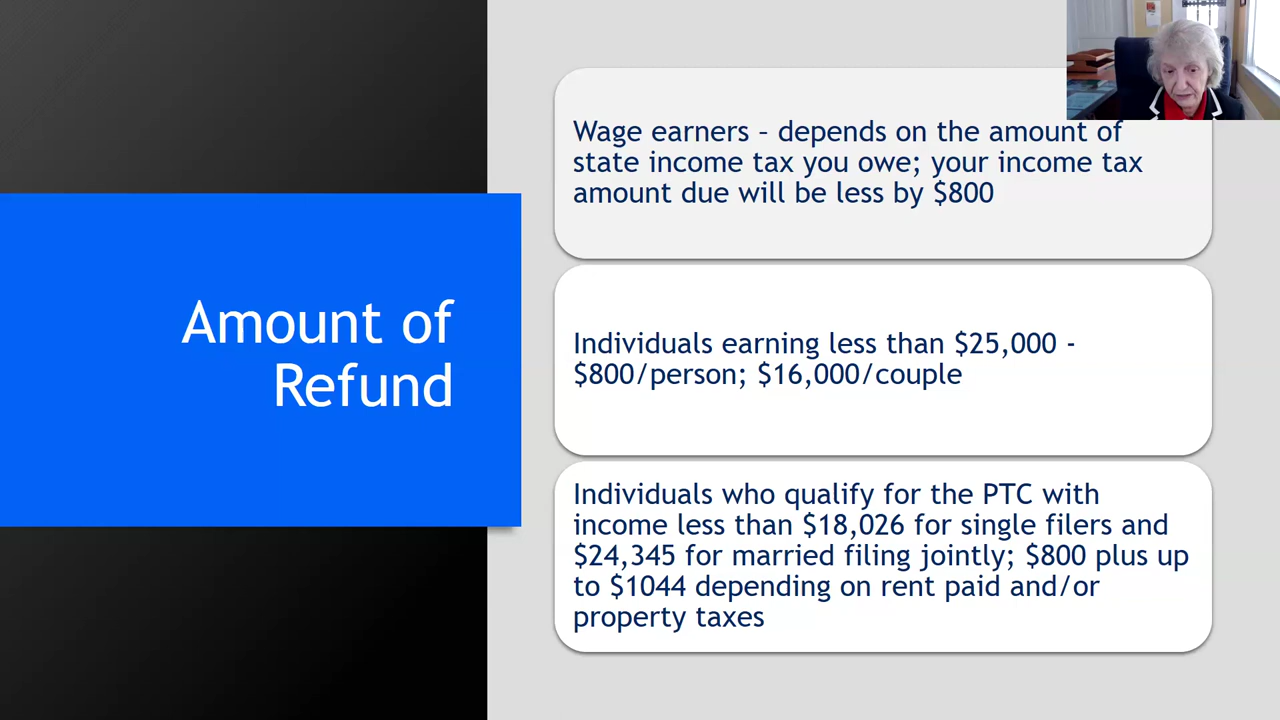 Amount of
Refund
Wage earners – depends on the amount of
state income tax you owe; your income tax
amount due will be less by $800
Individuals earning less than $25,000 -
$800/person; $16,000/couple
Individuals who qualify for the PTC with
income less than $18,026 for single filers and
$24,345 for married filing jointly; $800 plus up
to $1044 depending on rent paid and/or
property taxes